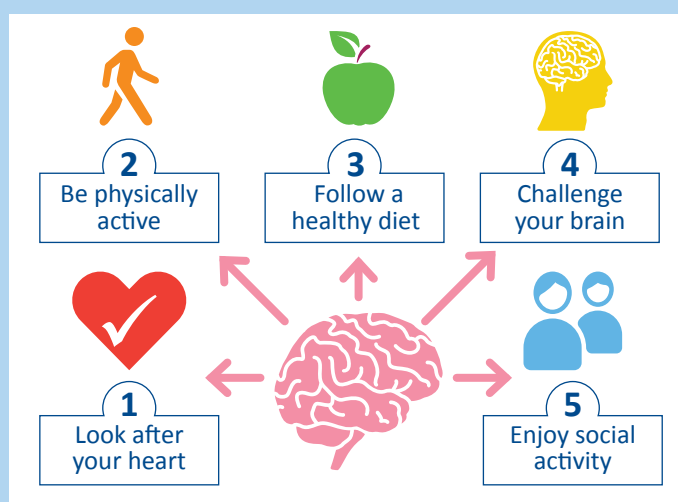 1
Look after
your heart
2
Be physically
active
3
Follow a
healthy diet
4
Challenge
your brain
5
Enjoy social
activity